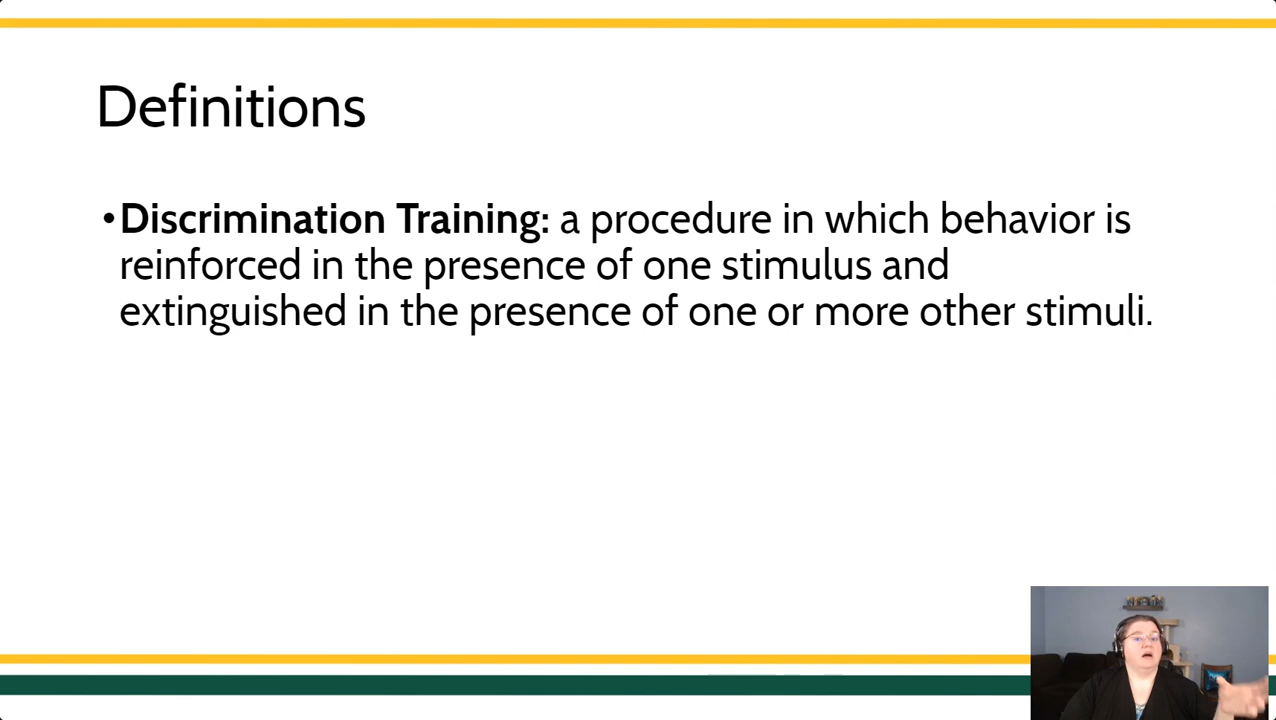 Definitions
•Discrimination Training: a procedure in which behavior is
reinforced in the presence of one stimulus and
extinguished in the presence of one or more other stimuli.